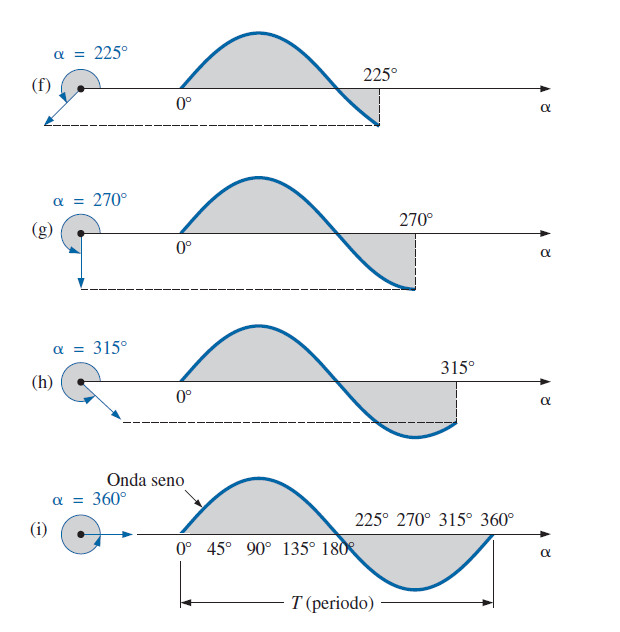 α = 225°
(f)
225°
0°
α
α = 270°
(g)
270°
0°
α
α = 315°
(h)
315°
0°
α
Onda seno
α = 360°
(i)
225° 270° 315° 360°
0° 45° 90° 135° 180°
α
T (periodo)